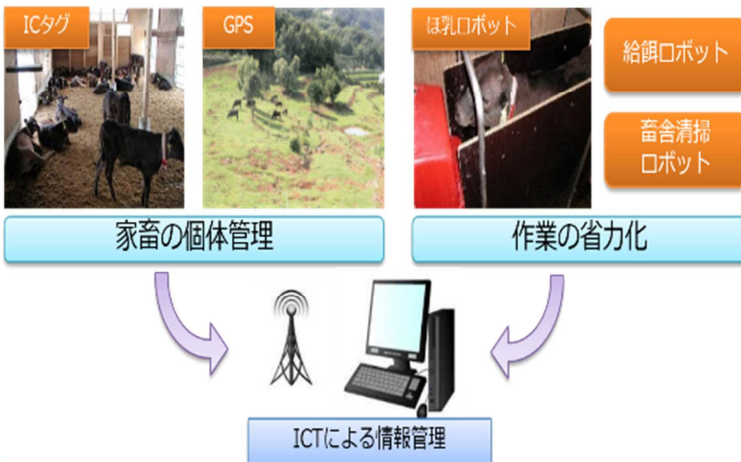 ICタグ
GPS
ほ乳ロボット
給餌ロボット
畜舎清掃
ロボット
家畜の個体管理
作業の省力化
ICTによる情報管理